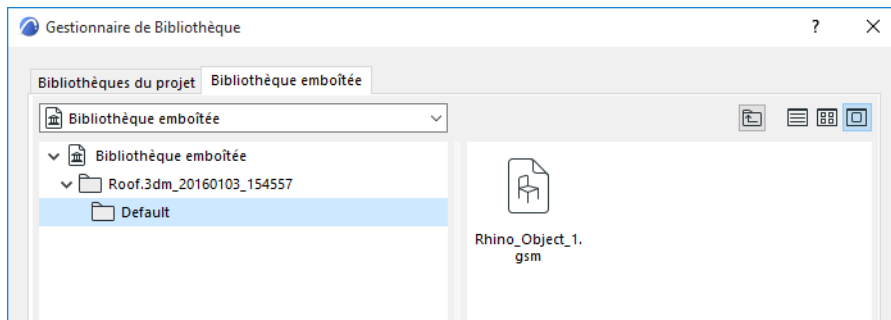 Gestionnaire de Bibliothèque
?
Bibliothèques du projet
Bibliothèque emboîtée
Bibliothèque emboîtée
Bibliothèque emboîtée
Roof.3dm_20160103_154557
Default
Rhino_Object_1.
gsm